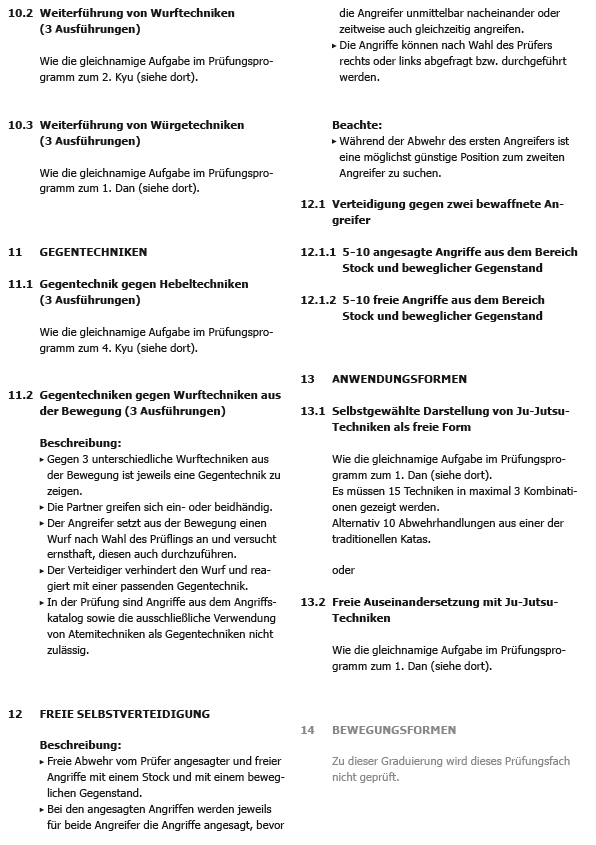 10.2 Weiterführung von Wurftechniken
(3 Ausführungen)
Wie die gleichnamige Aufgabe im Prüfungspro-
gramm zum 2. Kyu (siehe dort).
10.3 Weiterführung von Würgetechniken
(3 Ausführungen)
Wie die gleichnamige Aufgabe im Prüfungspro-
gramm zum 1. Dan (siehe dort).
11 GEGENTECHNIKEN
11.1 Gegentechnik gegen Hebeltechniken
(3 Ausführungen)
Wie die gleichnamige Aufgabe im Prüfungspro-
gramm zum 4. Kyu (siehe dort).
11.2 Gegentechniken gegen Wurftechniken aus
der Bewegung (3 Ausführungen)
Beschreibung:
▸ Gegen 3 unterschiedliche Wurftechniken aus
der Bewegung ist jeweils eine Gegentechnik zu
zeigen.
▸ Die Partner greifen sich ein- oder beidhändig.
▸ Der Angreifer setzt aus der Bewegung einen
Wurf nach Wahl des Prüflings an und versucht
ernsthaft, diesen auch durchzuführen.
▸ Der Verteidiger verhindert den Wurf und rea-
giert mit einer passenden Gegentechnik.
▸ In der Prüfung sind Angriffe aus dem Angriffs-
katalog sowie die ausschließliche Verwendung
von Atemitechniken als Gegentechniken nicht
zulässig.
12 FREIE SELBSTVERTEIDIGUNG
Beschreibung:
▸ Freie Abwehr vom Prüfer angesagter und freier
Angriffe mit einem Stock und mit einem beweg-
lichen Gegenstand.
▸ Bei den angesagten Angriffen werden jeweils
für beide Angreifer die Angriffe angesagt, bevor
die Angreifer unmittelbar nacheinander oder
zeitweise auch gleichzeitig angreifen.
▸ Die Angriffe können nach Wahl des Prüfers
rechts oder links abgefragt bzw. durchgeführt
werden.
Beachte:
▸ Während der Abwehr des ersten Angreifers ist
eine möglichst günstige Position zum zweiten
Angreifer zu suchen.
12.1 Verteidigung gegen zwei bewaffnete An-
greifer
12.1.1 5-10 angesagte Angriffe aus dem Bereich
Stock und beweglicher Gegenstand
12.1.2 5-10 freie Angriffe aus dem Bereich
Stock und beweglicher Gegenstand
13 ANWENDUNGSFORMEN
13.1 Selbstgewählte Darstellung von Ju-Jutsu-
Techniken als freie Form
Wie die gleichnamige Aufgabe im Prüfungspro-
gramm zum 1. Dan (siehe dort).
Es müssen 15 Techniken in maximal 3 Kombinati-
onen gezeigt werden.
Alternativ 10 Abwehrhandlungen aus einer der
traditionellen Katas.
oder
13.2 Freie Auseinandersetzung mit Ju-Jutsu-
Techniken
Wie die gleichnamige Aufgabe im Prüfungspro-
gramm zum 1. Dan (siehe dort).
14 BEWEGUNGSFORMEN
Zu dieser Graduierung wird dieses Prüfungsfach
nicht geprüft.